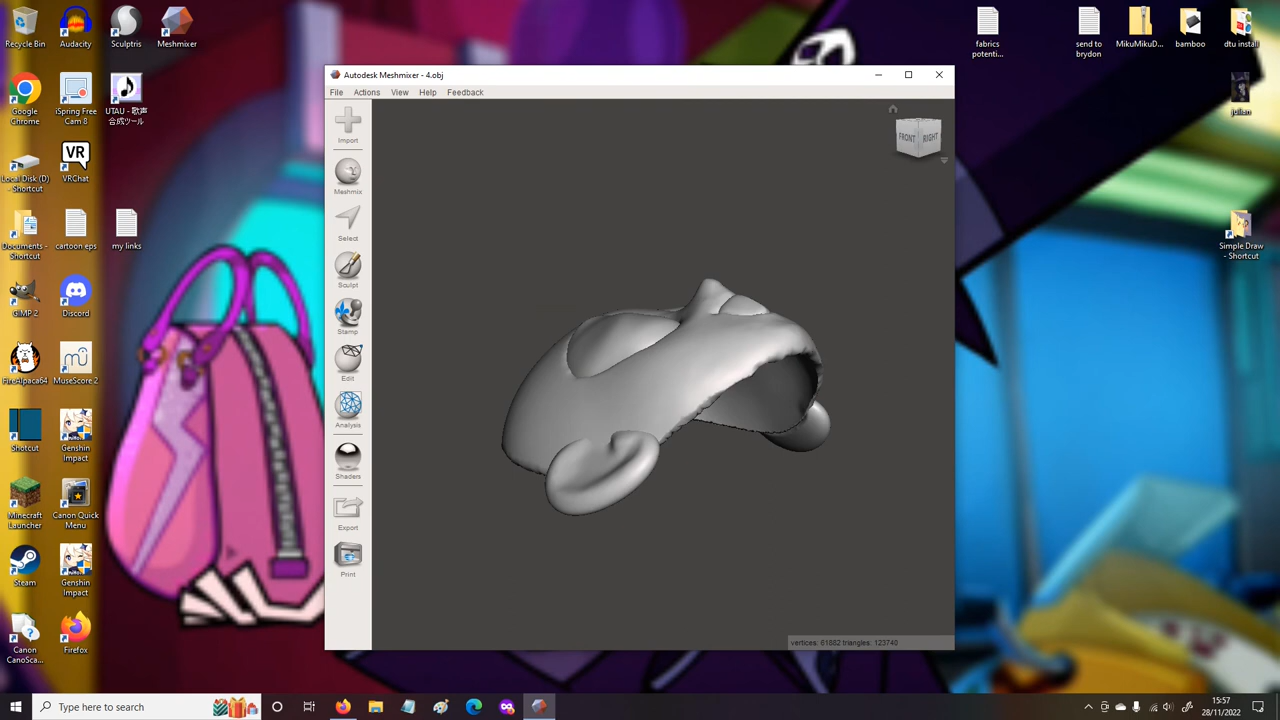 Recycle Bin
Audacity
Sculptris
Meshmixer
fabrics
potenti...
send to
brydon
MikuMikuD...
bamboo
dtu install
Autodesk Meshmixer - 4.obj
File
Actions
View
Help
Feedback
Google
Chrome
iSpring Free
Cam 8
UTAU - 歌声
合成ツール
julian
Import
FRONT
RIGHT
Local Disk (D)
- Shortcut
VR
VRChat
Meshmix
Documents -
Shortcut
cartoon eps
my links
Select
Simple Draw
- Shortcut
Sculpt
GIMP 2
Discord
Stamp
FireAlpaca64
MuseScore 2
Edit
Shotcut
Genshin
Impact
Analysis
Shaders
Minecraft
Launcher
Canon Quick
Menu
Export
Steam
Genshin
Impact
Print
Canon
CanoSca...
Firefox
vertices: 61882 triangles: 123740
Type here to search
15:57
28/11/2022